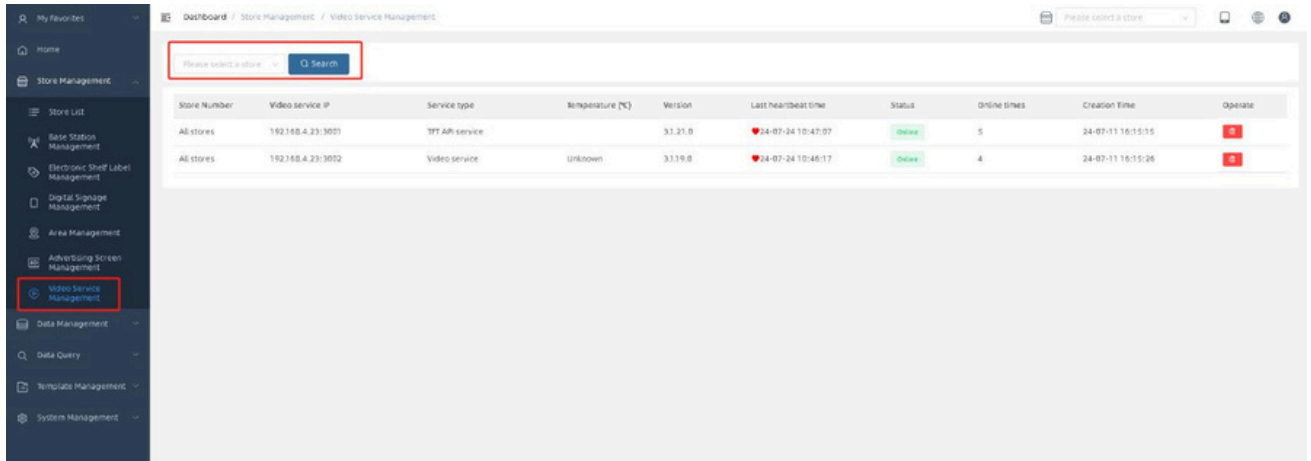 My Favorites
Dashboard / Store Management / Video Service Management
Please select a store
Home
Please select a store
Search
Store Management
Store List
Base Station
Management
Electronic Shelf Label
Management
Digital Signage
Management
Area Management
Advertising Screen
Management
Video Service
Management
Data Management
Data Query
Template Management
System Management
Store Number Video service IP Service type Temperature (℃) Version Last heartbeat time Status Online times Creation Time Operate
All stores 192.168.4.23:3001 TFT API service 3.1.21.0 24-07-24 10:47:07 Online 5 24-07-11 16:15:15
All stores 192.168.4.23:3002 Video service Unknown 3.1.19.0 24-07-24 10:46:17 Online 4 24-07-11 16:15:26